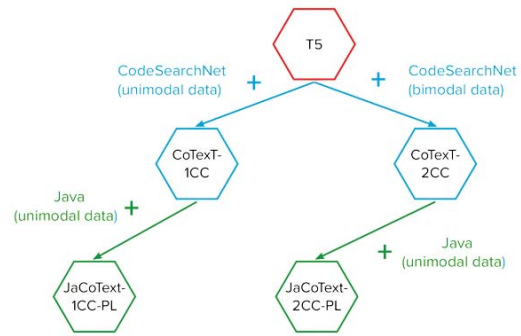 T5
CodeSearchNet
(unimodal data)
+
+
CodeSearchNet
(bimodal data)
CoTexT-
1CC
CoTexT-
2CC
Java
(unimodal data)
+
+
Java
(unimodal data)
JaCoText-
1CC-PL
JaCoText-
2CC-PL